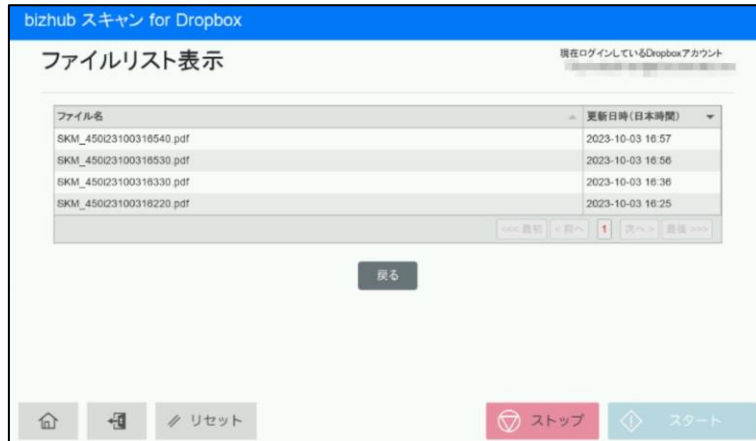 bizhub スキャン for Dropbox
ファイルリスト表示
現在ログインしているDropboxアカウント
ファイル名 更新日時(日本時間)
SKM_450i23100316540.pdf 2023-10-03 16:57
SKM_450i23100316530.pdf 2023-10-03 16:56
SKM_450i23100316330.pdf 2023-10-03 16:36
SKM_450i23100316220.pdf 2023-10-03 16:25
<<< 最初 < 前へ 1 次へ > 最後 >>>
戻る
リセット ストップ スタート